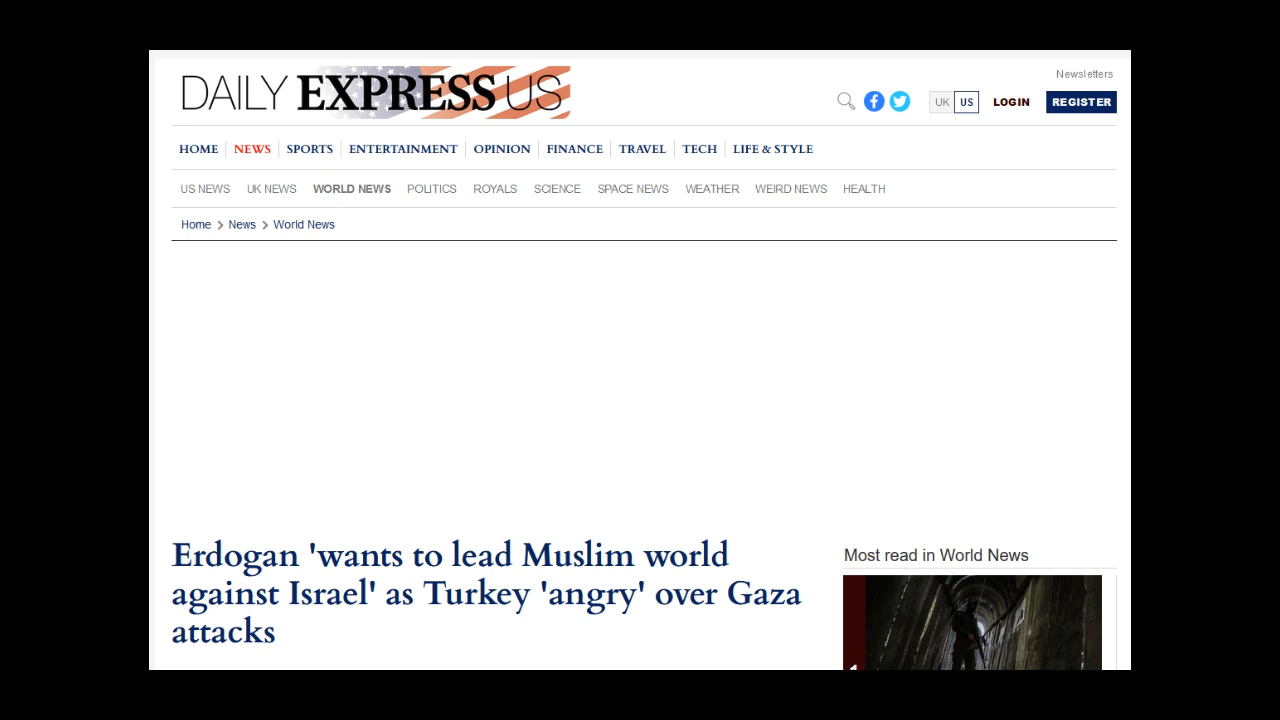 DAILY EXPRESS US
Newsletters
UK US LOGIN REGISTER
HOME NEWS SPORTS ENTERTAINMENT OPINION FINANCE TRAVEL TECH LIFE & STYLE
US NEWS UK NEWS WORLD NEWS POLITICS ROYALS SCIENCE SPACE NEWS WEATHER WEIRD NEWS HEALTH
Home > News > World News
Erdogan 'wants to lead Muslim world
against Israel' as Turkey 'angry' over Gaza
attacks
Most read in World News